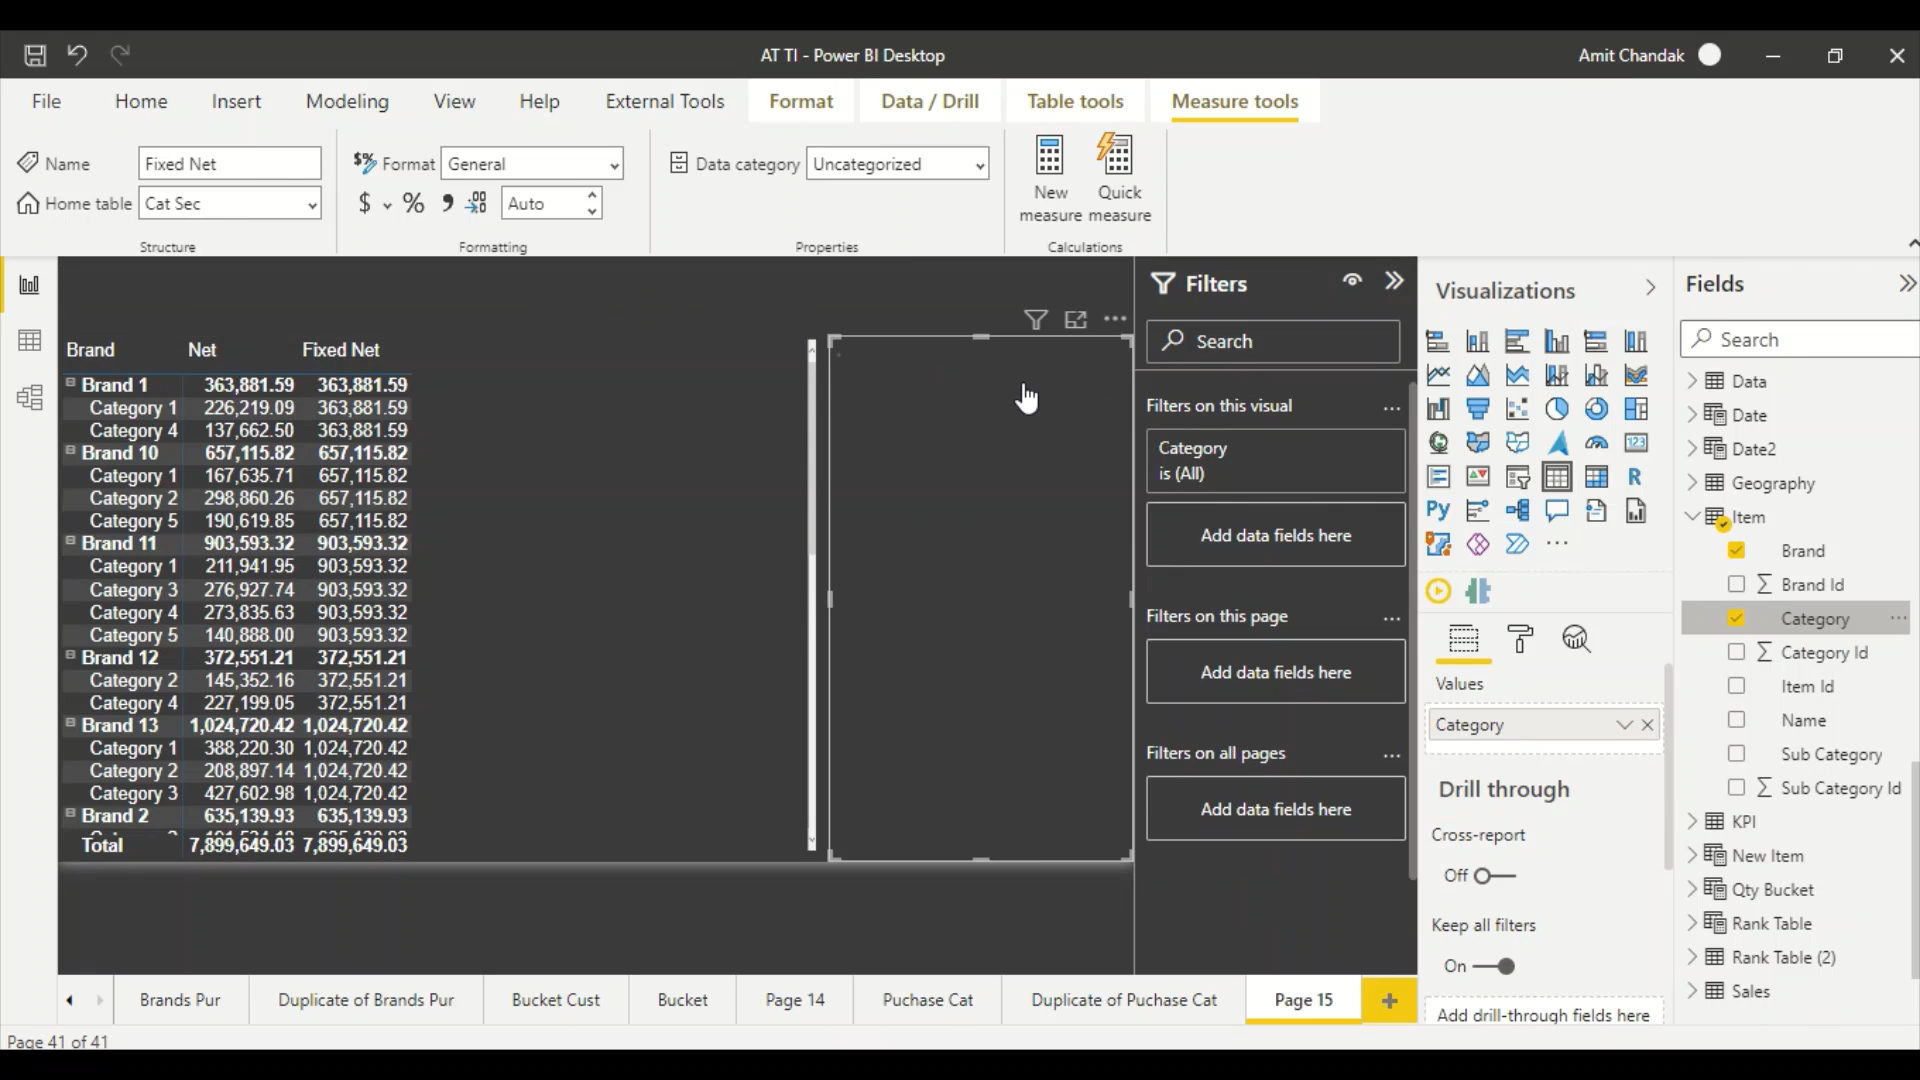 AT TI - Power BI Desktop
Amit Chandak
File Home Insert Modeling View Help External Tools Format Data / Drill Table tools Measure tools
Name Fixed Net
Home table Cat Sec
Structure
$% Format General
$ % , Auto
Formatting
Data category Uncategorized
Properties
New measure
Quick measure
Calculations
Brand Net Fixed Net
Brand 1 363,881.59 363,881.59
Category 1 226,219.09 363,881.59
Category 4 137,662.50 363,881.59
Brand 10 657,115.82 657,115.82
Category 1 167,635.71 657,115.82
Category 2 298,860.26 657,115.82
Category 5 190,619.85 657,115.82
Brand 11 903,593.32 903,593.32
Category 1 211,941.95 903,593.32
Category 3 276,927.74 903,593.32
Category 4 273,835.63 903,593.32
Category 5 140,888.00 903,593.32
Brand 12 372,551.21 372,551.21
Category 2 145,352.16 372,551.21
Category 4 227,199.05 372,551.21
Brand 13 1,024,720.42 1,024,720.42
Category 1 388,220.30 1,024,720.42
Category 2 208,897.14 1,024,720.42
Category 3 427,602.98 1,024,720.42
Brand 2 635,139.93 635,139.93
Total 7,899,649.03 7,899,649.03
Filters
Search
Filters on this visual ...
Category
is (All)
Add data fields here
Filters on this page ...
Add data fields here
Filters on all pages ...
Add data fields here
Visualizations
123
R
Py
...
Values
Category
Drill through
Cross-report
Off
Keep all filters
On
Add drill-through fields here
Fields
Search
Data
Date
Date2
Geography
Item
Brand
Σ Brand Id
Category ...
Σ Category Id
Item Id
Name
Sub Category
Σ Sub Category Id
KPI
New Item
Qty Bucket
Rank Table
Rank Table (2)
Sales
Brands Pur Duplicate of Brands Pur Bucket Cust Bucket Page 14 Puchase Cat Duplicate of Puchase Cat Page 15 +
Page 41 of 41